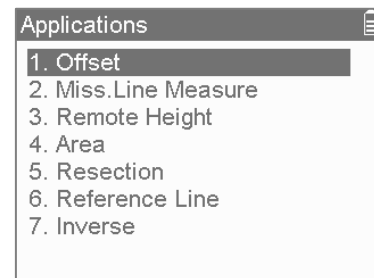 Applications
1. Offset
2. Miss.Line Measure
3. Remote Height
4. Area
5. Resection
6. Reference Line
7. Inverse